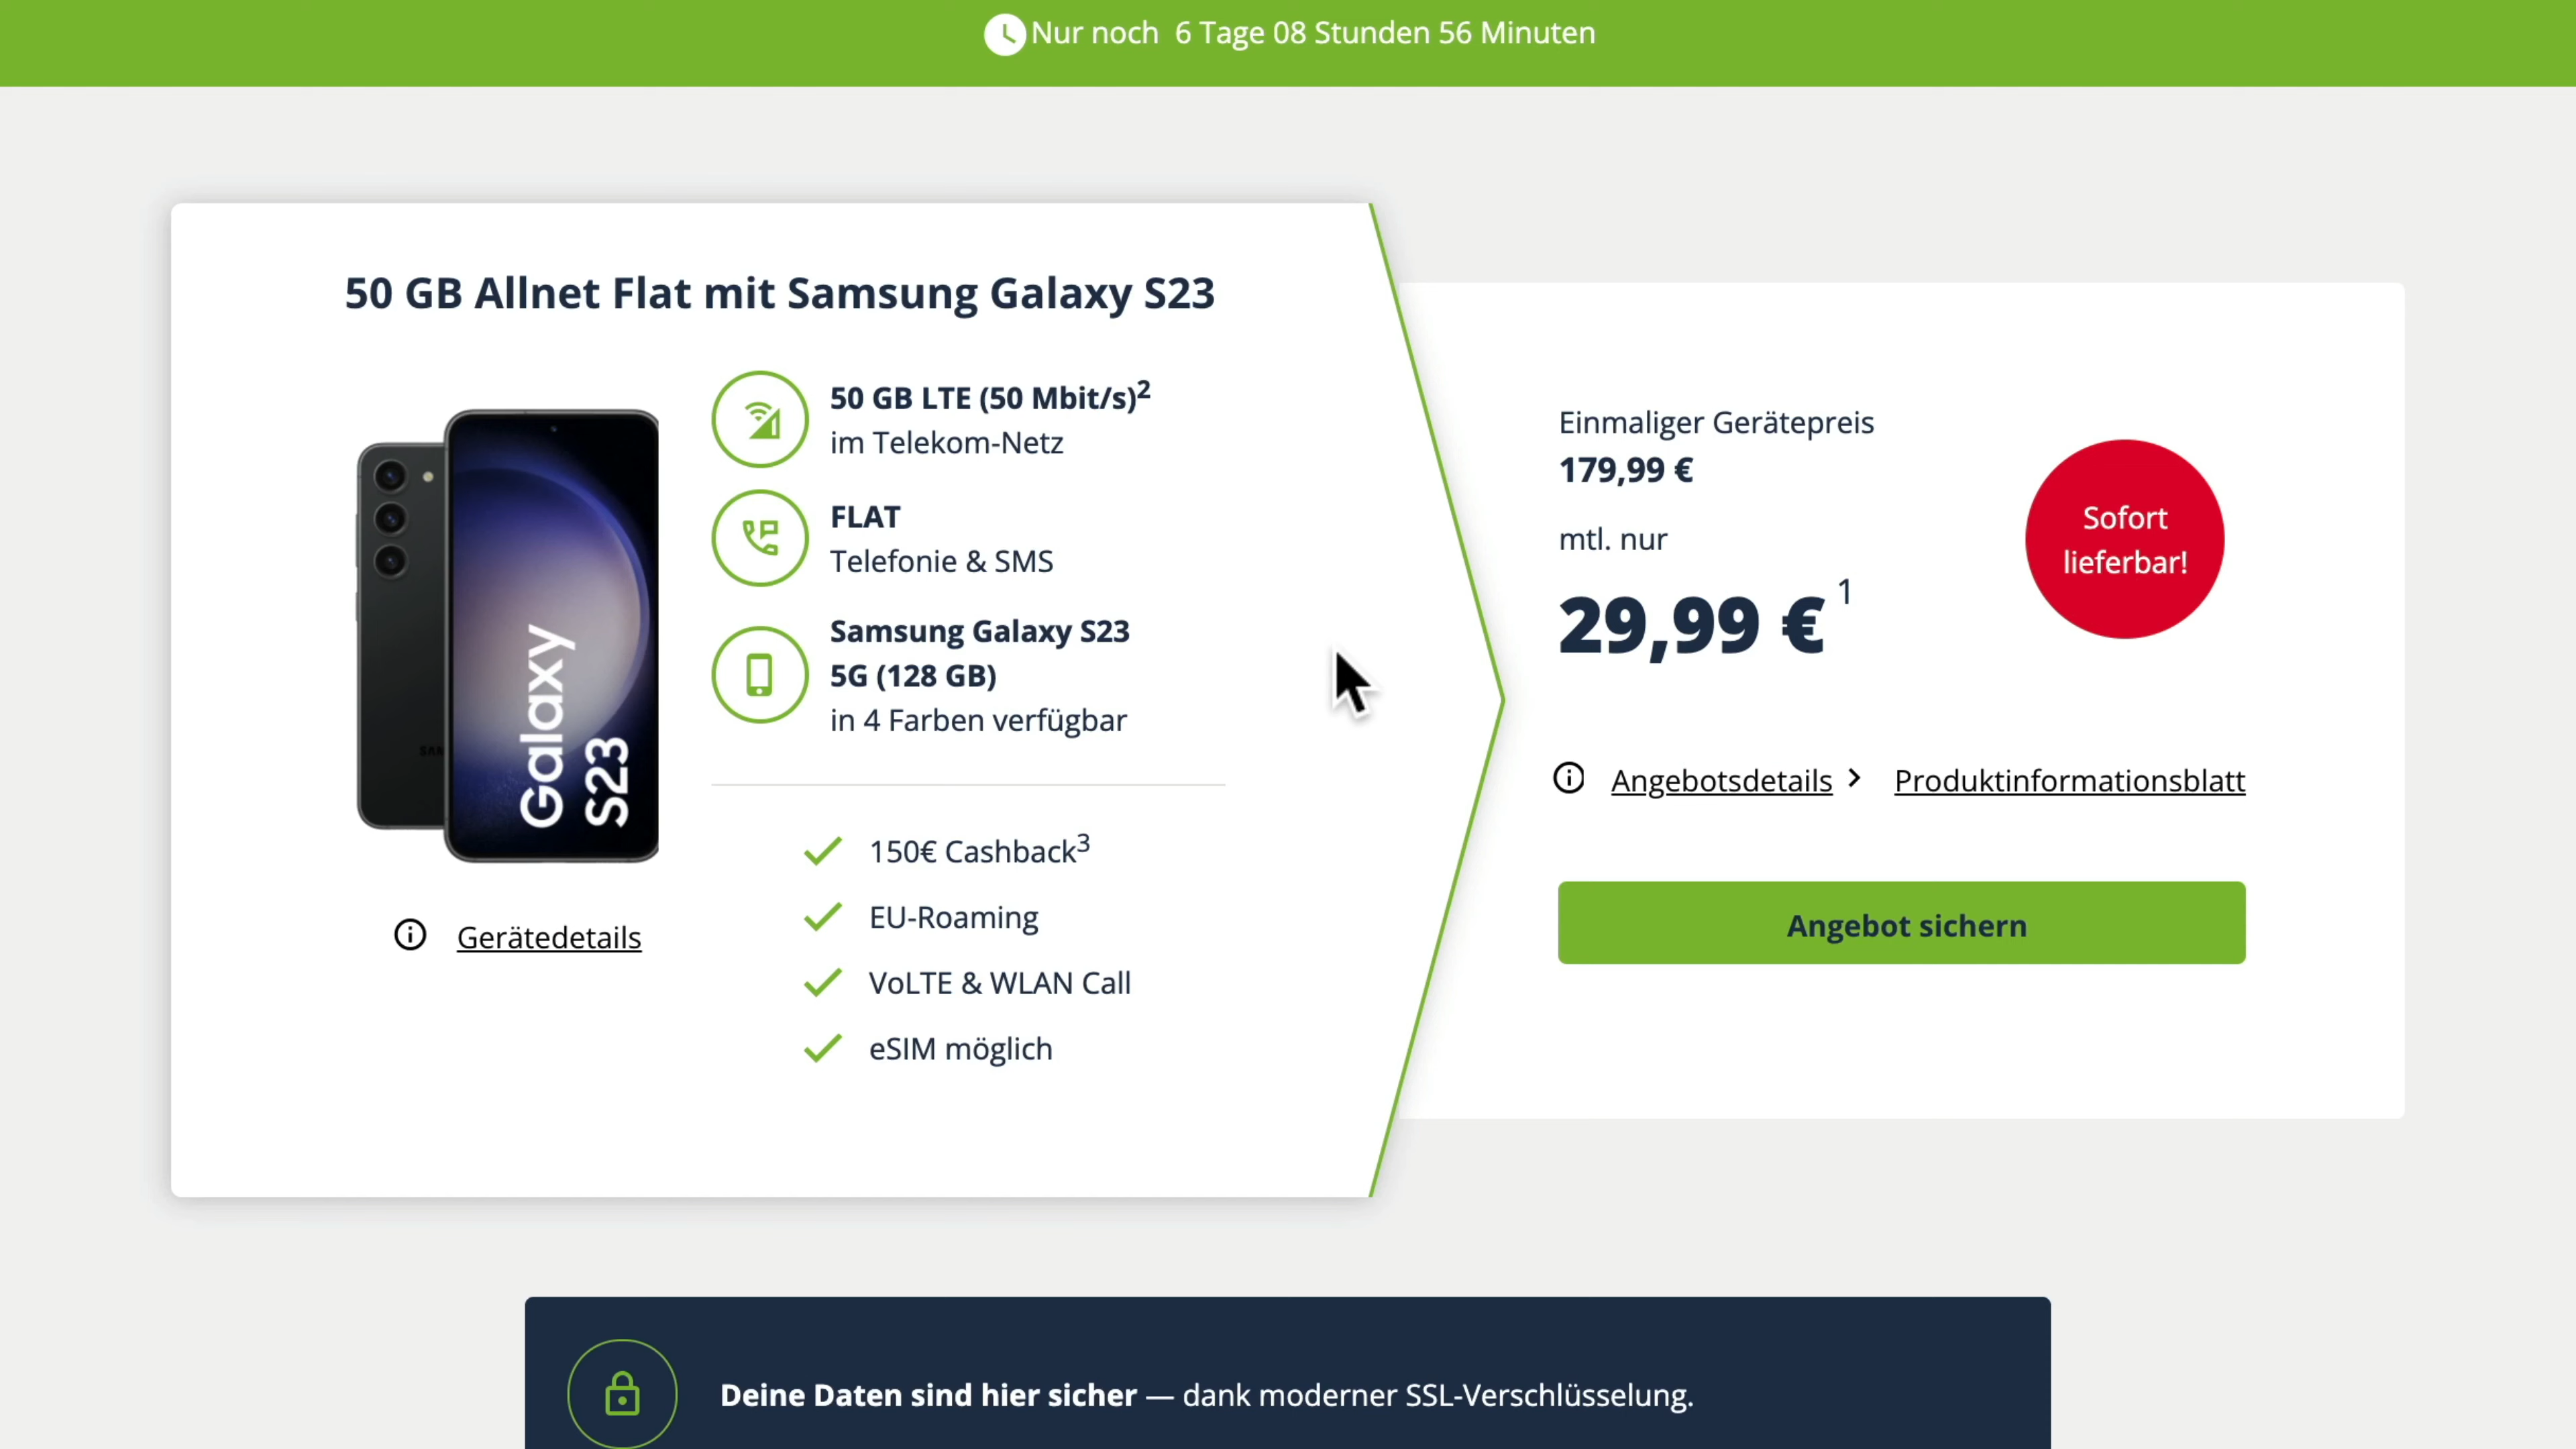 Nur noch 6 Tage 08 Stunden 56 Minuten
50 GB Allnet Flat mit Samsung Galaxy S23
50 GB LTE (50 Mbit/s)2
im Telekom-Netz
FLAT
Telefonie & SMS
Samsung Galaxy S23
5G (128 GB)
in 4 Farben verfügbar
Galaxy
S23
Gerätedetails
150€ Cashback3
EU-Roaming
VoLTE & WLAN Call
eSIM möglich
Einmaliger Gerätepreis
179,99 €
mtl. nur
29,99 € 1
Sofort
lieferbar!
Angebotsdetails
Produktinformationsblatt
Angebot sichern
Deine Daten sind hier sicher — dank moderner SSL-Verschlüsselung.